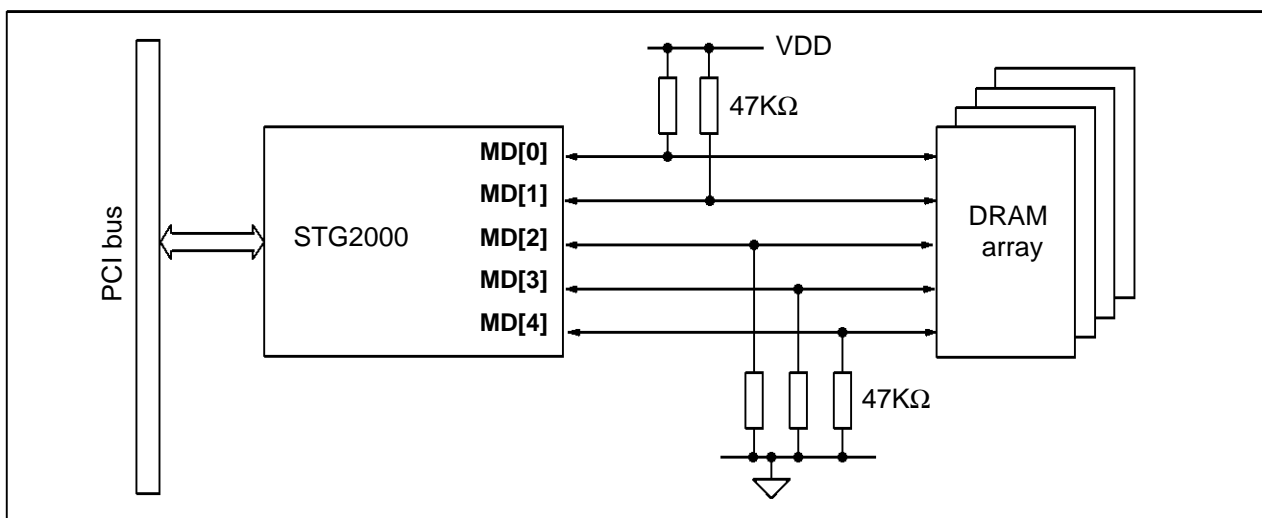 VDD
47KΩ
MD[0]
MD[1]
MD[2]
MD[3]
MD[4]
PCI bus
STG2000
DRAM
array
47KΩ